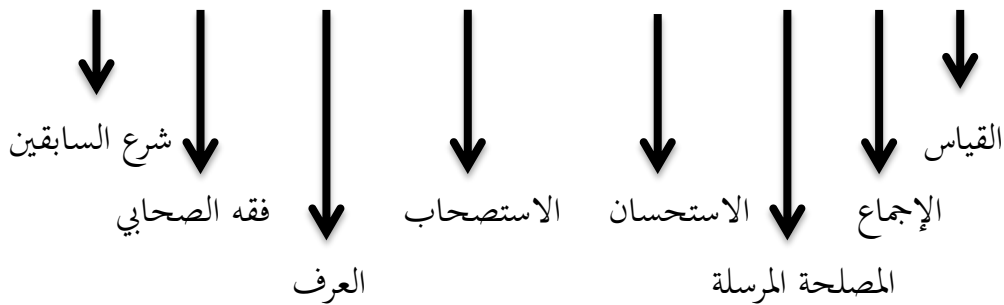 القياس
شرع السابقين
الإجماع
الاستحسان
الاستصحاب
فقه الصحابي
المصلحة المرسلة
العرف